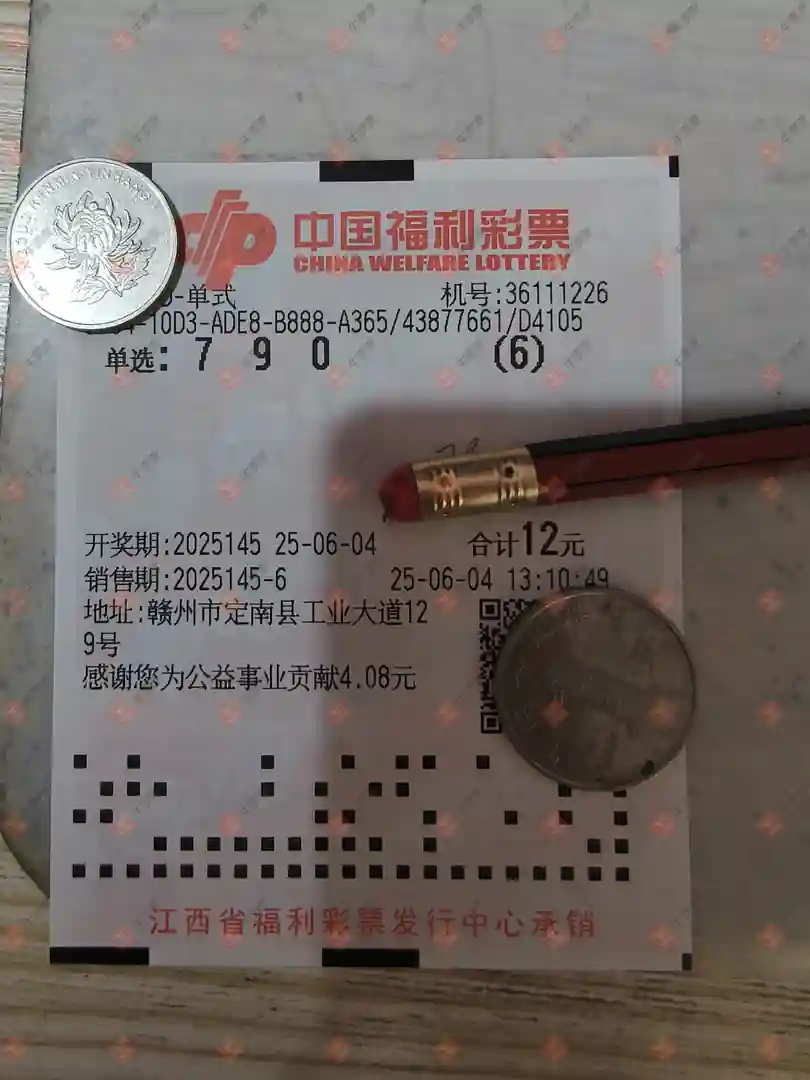 中国福利彩票
CHINA WELFARE LOTTERY
-单式 机号:36111226
-10D3-ADE8-B888-A365/43877661/D4105
单选: 7 9 0 (6)
开奖期:2025145 25-06-04 合计12元
销售期:2025145-6 25-06-04 13:10:49
地址:赣州市定南县工业大道12
9号
感谢您为公益事业贡献4.08元
江西省福利彩票发行中心承销